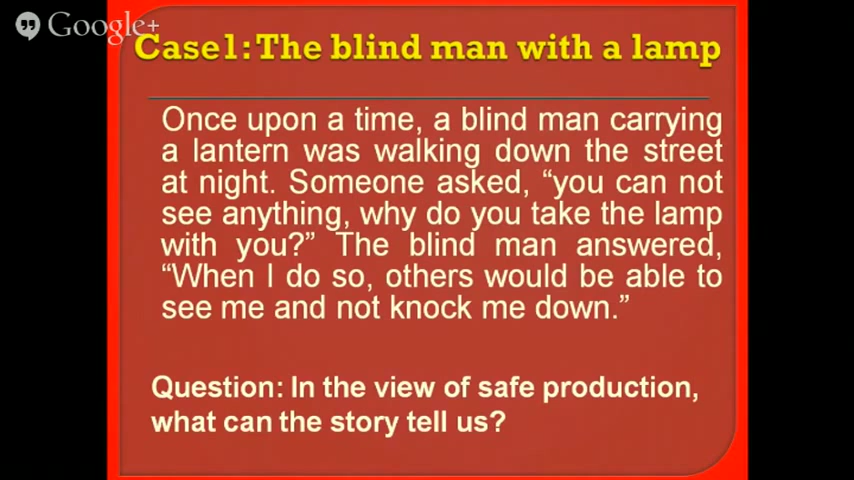 Google+
Case1: The blind man with a lamp
Once upon a time, a blind man carrying
a lantern was walking down the street
at night. Someone asked, “you can not
see anything, why do you take the lamp
with you?” The blind man answered,
“When I do so, others would be able to
see me and not knock me down.”
Question: In the view of safe production,
what can the story tell us?